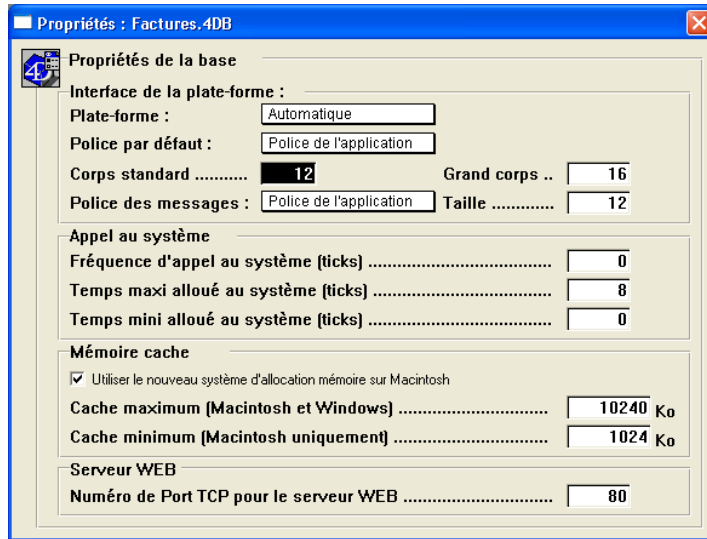 Propriétés : Factures.4DB
4D
Propriétés de la base
Interface de la plate-forme :
Plate-forme : Automatique
Police par défaut : Police de l'application
Corps standard .......... 12 Grand corps .. 16
Police des messages : Police de l'application Taille ............. 12
Appel au système
Fréquence d'appel au système (ticks) ...................................... 0
Temps maxi alloué au système (ticks) ...................................... 8
Temps mini alloué au système (ticks) ...................................... 0
Mémoire cache
Utiliser le nouveau système d'allocation mémoire sur Macintosh
Cache maximum (Macintosh et Windows) ............................... 10240 Ko
Cache minimum (Macintosh uniquement) ............................... 1024 Ko
Serveur WEB
Numéro de Port TCP pour le serveur WEB ............................... 80